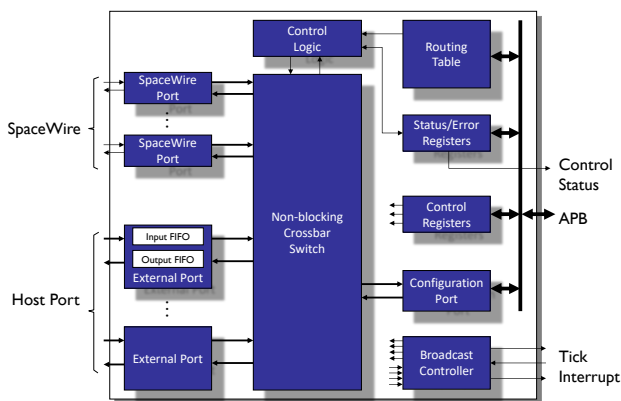 Control
Logic
Routing
Table
SpaceWire
Port
SpaceWire
SpaceWire
Port
Status/Error
Registers
Control
Status
Non-blocking
Crossbar
Switch
Control
Registers
APB
Input FIFO
Output FIFO
External Port
Host Port
Configuration
Port
External Port
Broadcast
Controller
Tick
Interrupt